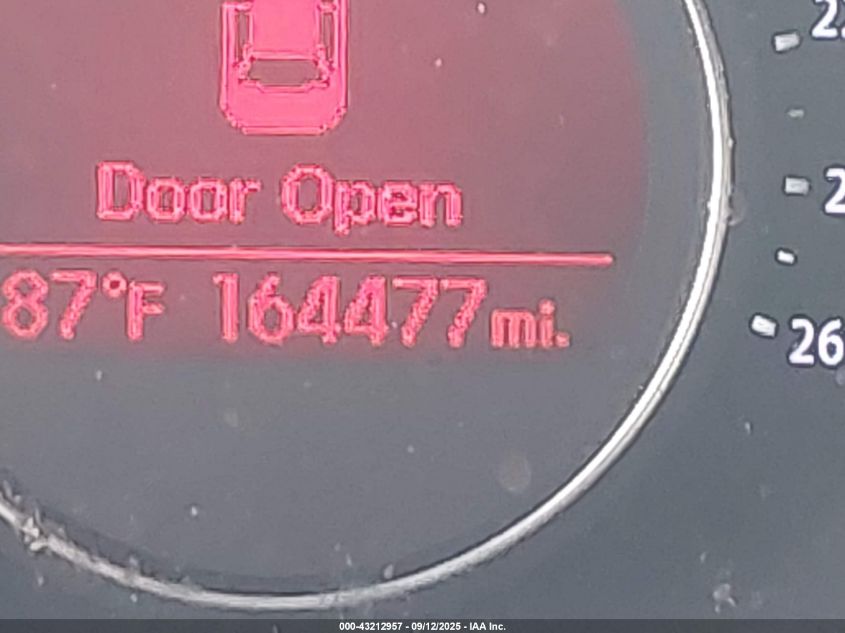 Door Open
87°F 164477 mi.
26
000-43212957 - 09/12/2025 - IAA Inc.